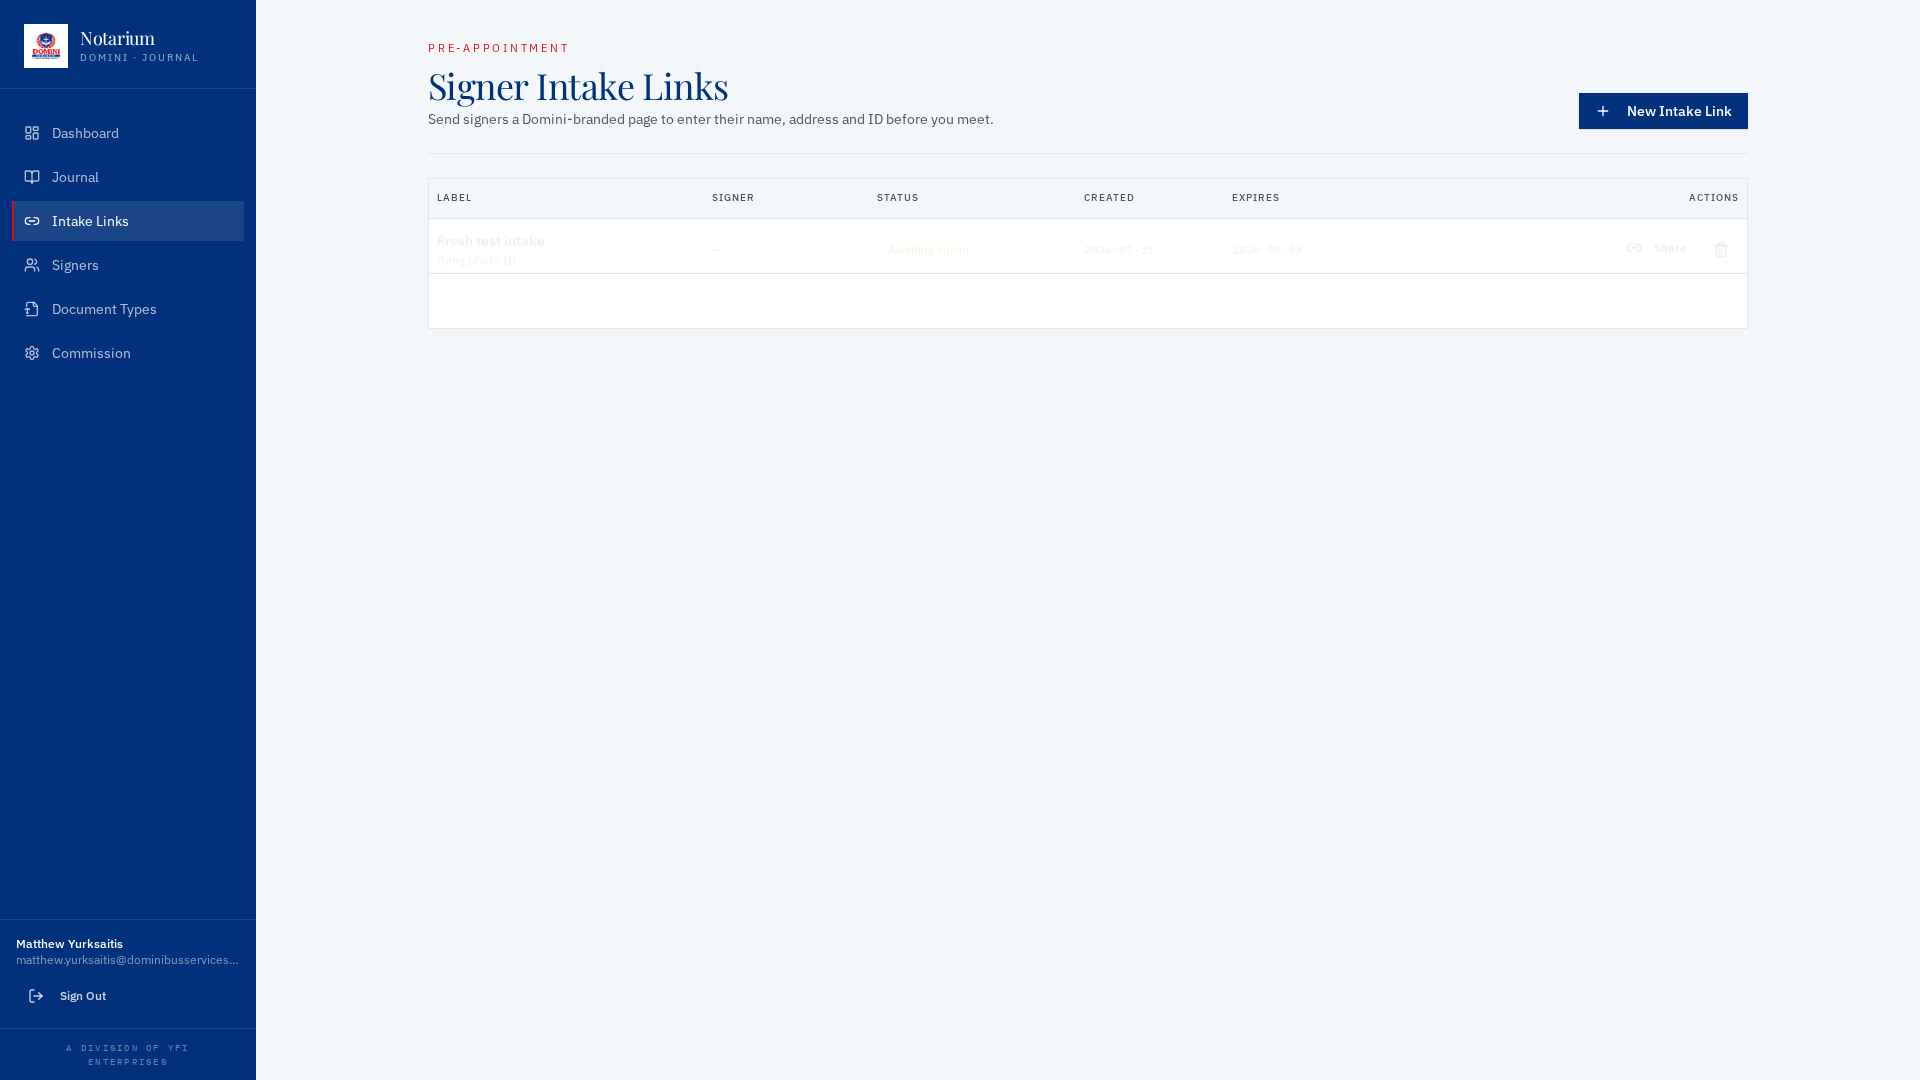 Notarium
DOMINI · JOURNAL
Dashboard
Journal
Intake Links
Signers
Document Types
Commission
Matthew Yurksaitis
matthew.yurksaitis@dominibusservices...
Sign Out
A DIVISION OF YFI
ENTERPRISES
PRE-APPOINTMENT
Signer Intake Links
Send signers a Domini-branded page to enter their name, address and ID before you meet.
New Intake Link
LABEL SIGNER STATUS CREATED EXPIRES ACTIONS
Fresh test intake
— Share